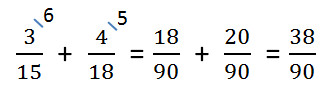 3/15 ⁶ + 4/18 ⁵ = 18/90 + 20/90 = 38/90